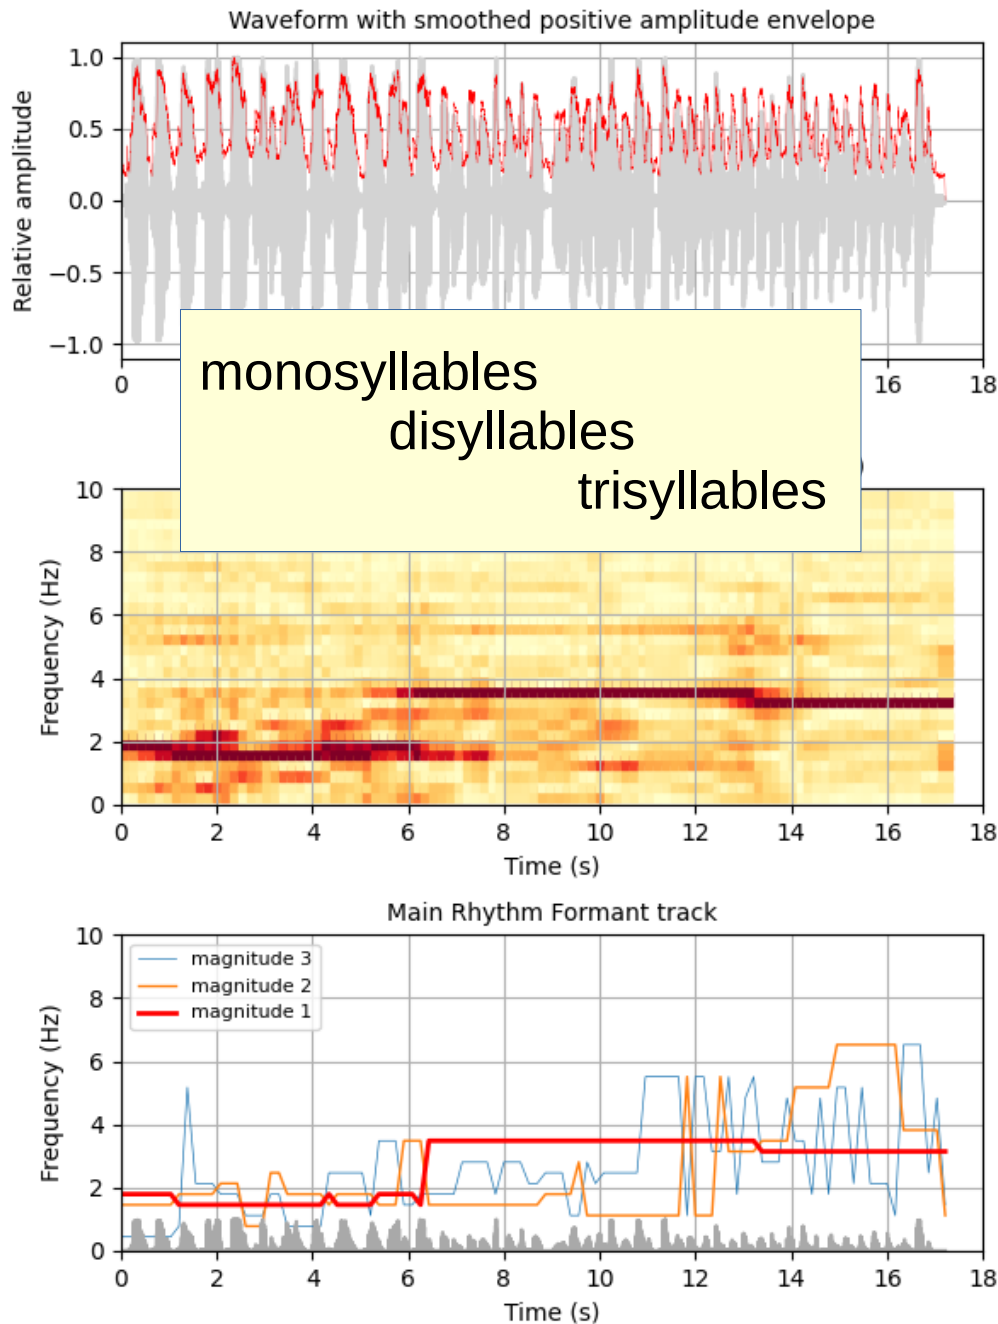 Waveform with smoothed positive amplitude envelope
Relative amplitude
1.0
0.5
0.0
−0.5
−1.0
0 16 18
monosyllables
disyllables
trisyllables
)
Frequency (Hz)
10
8
6
4
2
0
0 2 4 6 8 10 12 14 16 18
Time (s)
Main Rhythm Formant track
Frequency (Hz)
10
8
6
4
2
0
magnitude 3
magnitude 2
magnitude 1
0 2 4 6 8 10 12 14 16 18
Time (s)